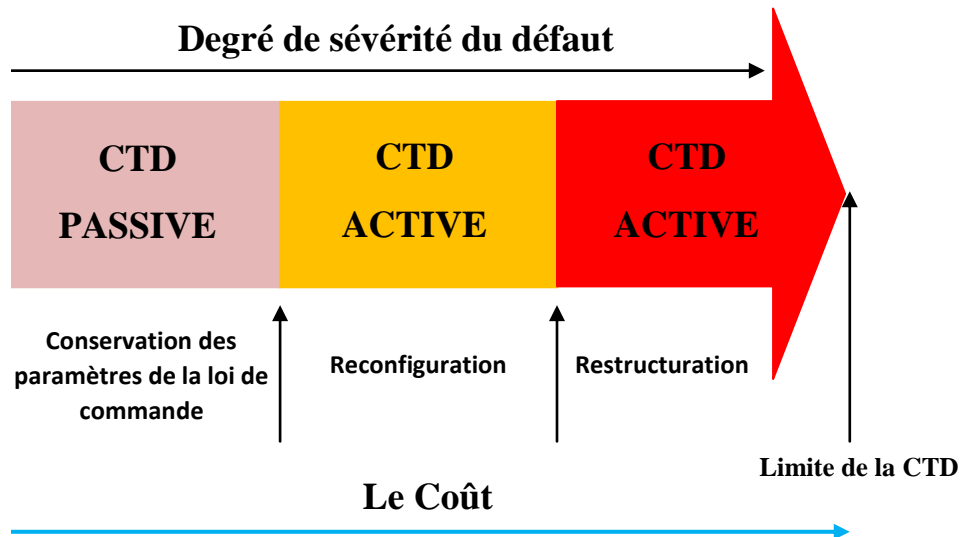 Degré de sévérité du défaut
CTD
PASSIVE
CTD
ACTIVE
CTD
ACTIVE
Conservation des
paramètres de la loi de
commande
Reconfiguration
Restructuration
Limite de la CTD
Le Coût